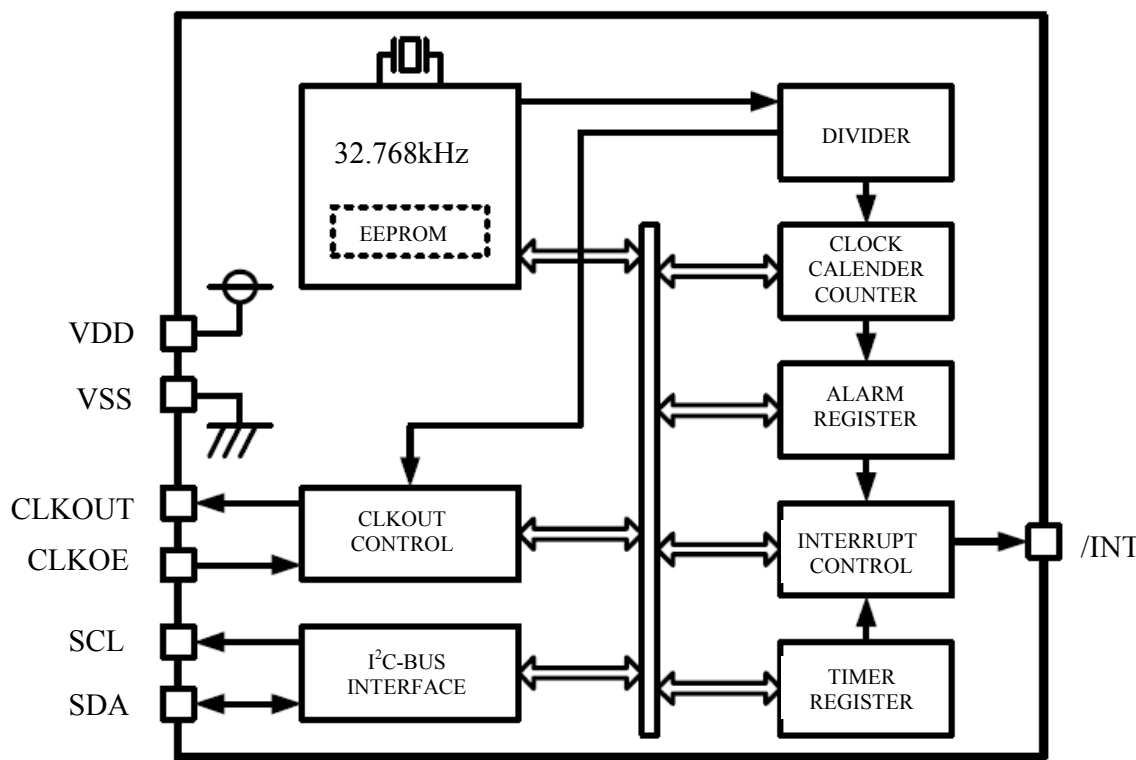 32.768kHz
EEPROM
DIVIDER
CLOCK
CALENDER
COUNTER
VDD
VSS
ALARM
REGISTER
CLKOUT
CLKOE
CLKOUT
CONTROL
INTERRUPT
CONTROL
/INT
SCL
SDA
I²C-BUS
INTERFACE
TIMER
REGISTER